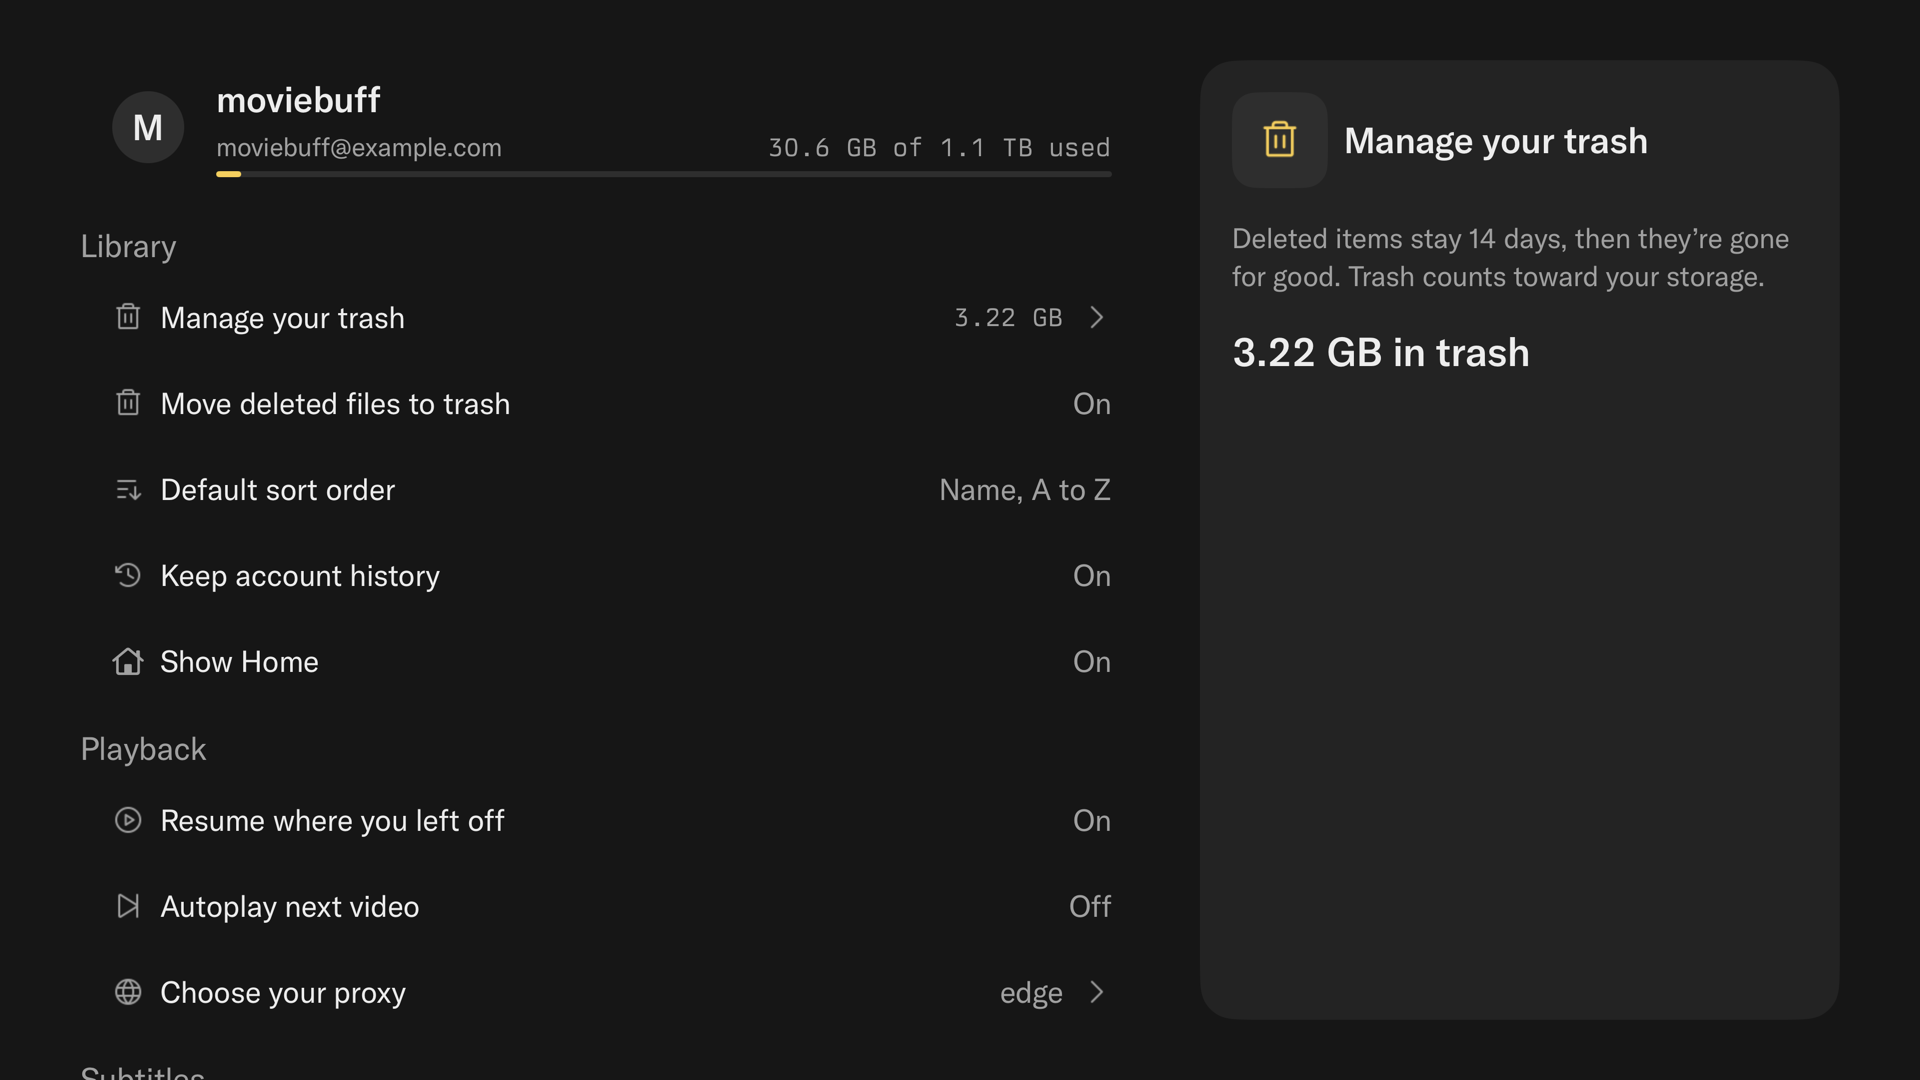 M
moviebuff
moviebuff@example.com
30.6 GB of 1.1 TB used
Library
Manage your trash
3.22 GB
Move deleted files to trash
On
Default sort order
Name, A to Z
Keep account history
On
Show Home
On
Playback
Resume where you left off
On
Autoplay next video
Off
Choose your proxy
edge
Subtitles
Manage your trash
Deleted items stay 14 days, then they’re gone
for good. Trash counts toward your storage.
3.22 GB in trash